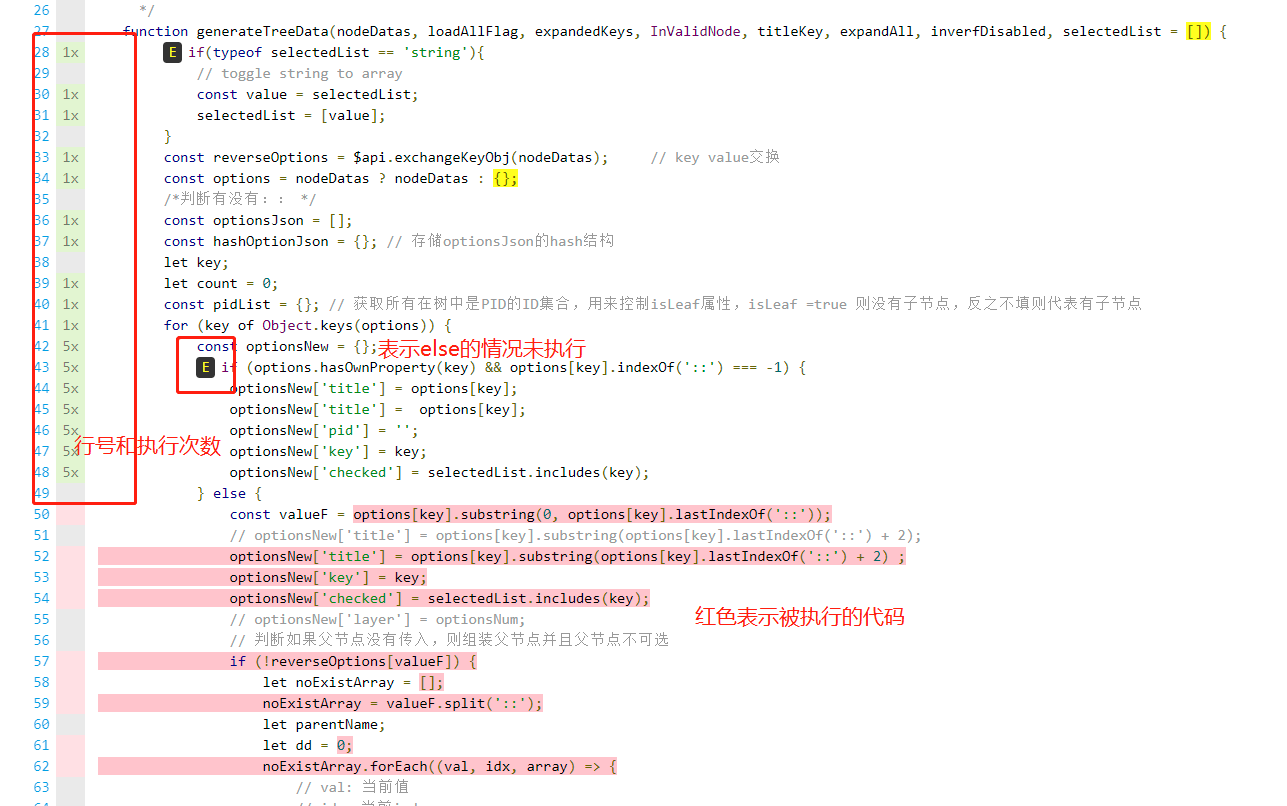 26 */
27 function generateTreeData(nodeDatas, loadAllFlag, expandedKeys, InValidNode, titleKey, expandAll, inverfDisabled, selectedList = []) {
28 1x E if(typeof selectedList == 'string'){
29 // toggle string to array
30 1x const value = selectedList;
31 1x selectedList = [value];
32 }
33 1x const reverseOptions = $api.exchangeKeyObj(nodeDatas); // key value交换
34 1x const options = nodeDatas ? nodeDatas : {};
35 /*判断有没有：： */
36 1x const optionsJson = [];
37 1x const hashOptionJson = {}; // 存储optionsJson的hash结构
38 let key;
39 1x let count = 0;
40 1x const pidList = {}; // 获取所有在树中是PID的ID集合，用来控制isLeaf属性，isLeaf =true 则没有子节点，反之不填则代表有子节点
41 1x for (key of Object.keys(options)) {
42 5x const optionsNew = {};
表示else的情况未执行
43 5x E if (options.hasOwnProperty(key) && options[key].indexOf('::') === -1) {
44 5x optionsNew['title'] = options[key];
45 5x optionsNew['title'] =  options[key];
46 5x optionsNew['pid'] = '';
行号和执行次数
47 5x optionsNew['key'] = key;
48 5x optionsNew['checked'] = selectedList.includes(key);
49 } else {
50 const valueF = options[key].substring(0, options[key].lastIndexOf('::'));
51 // optionsNew['title'] = options[key].substring(options[key].lastIndexOf('::') + 2);
52 optionsNew['title'] = options[key].substring(options[key].lastIndexOf('::') + 2) ;
53 optionsNew['key'] = key;
54 optionsNew['checked'] = selectedList.includes(key);
红色表示被执行的代码
55 // optionsNew['layer'] = optionsNum;
56 // 判断如果父节点没有传入，则组装父节点并且父节点不可选
57 if (!reverseOptions[valueF]) {
58 let noExistArray = [];
59 noExistArray = valueF.split('::');
60 let parentName;
61 let dd = 0;
62 noExistArray.forEach((val, idx, array) => {
63 // val: 当前值